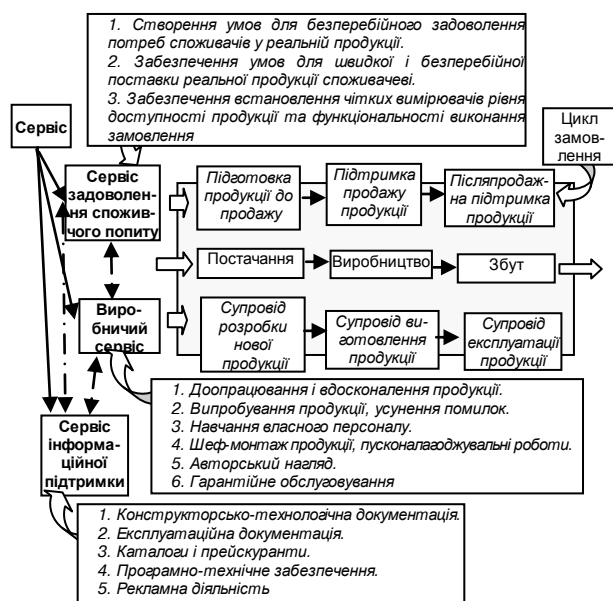 1. Створення умов для безперебійного задоволення
потреб споживачів у реальній продукції.
2. Забезпечення умов для швидкої і безперебійної
поставки реальної продукції споживачеві.
3. Забезпечення встановлення чітких вимірювачів рівня
доступності продукції та функціональності виконання
замовлення
Сервіс
Цикл
замов-
лення
Сервіс
задоволен-
ня спожив-
чого попиту
Підготовка
продукції до
продажу
Підтримка
продажу
продукції
Післяпродаж-
на підтримка
продукції
Постачання
Виробництво
Збут
Виро-
бничий
сервіс
Супровід
розробки
нової
продукції
Супровід ви-
готовлення
продукції
Супровід
експлуатації
продукції
1. Доопрацювання і вдосконалення продукції.
2. Випробування продукції, усунення помилок.
3. Навчання власного персоналу.
4. Шеф-монтаж продукції, пусконалагоджувальні роботи.
5. Авторський нагляд.
6. Гарантійне обслуговування
Сервіс
інформа-
ційної
підтримки
1. Конструкторсько-технологічна документація.
2. Експлуатаційна документація.
3. Каталоги і прейскуранти.
4. Програмно-технічне забезпечення.
5. Рекламна діяльність